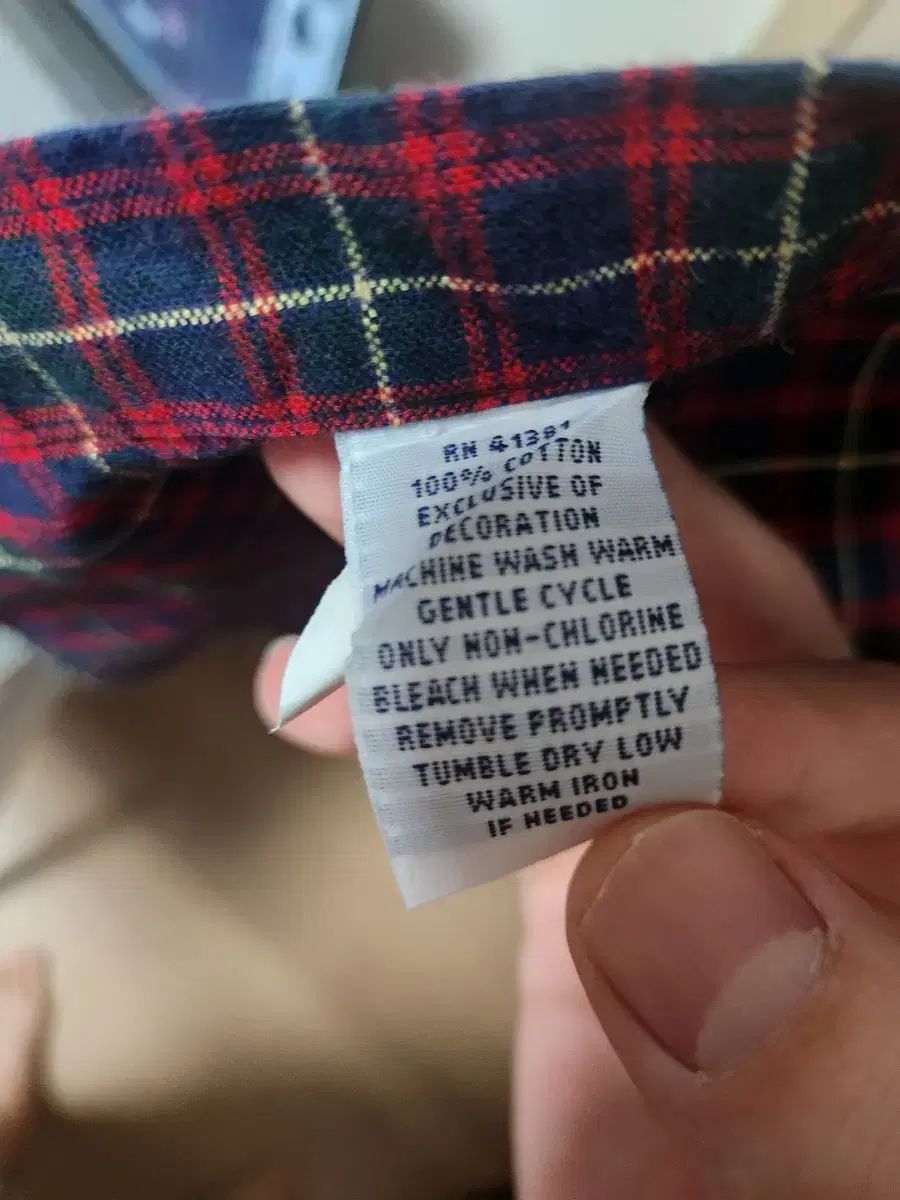 RN 41381
100% COTTON
EXCLUSIVE OF
DECORATION
MACHINE WASH WARM
GENTLE CYCLE
ONLY NON-CHLORINE
BLEACH WHEN NEEDED
REMOVE PROMPTLY
TUMBLE DRY LOW
WARM IRON
IF NEEDED